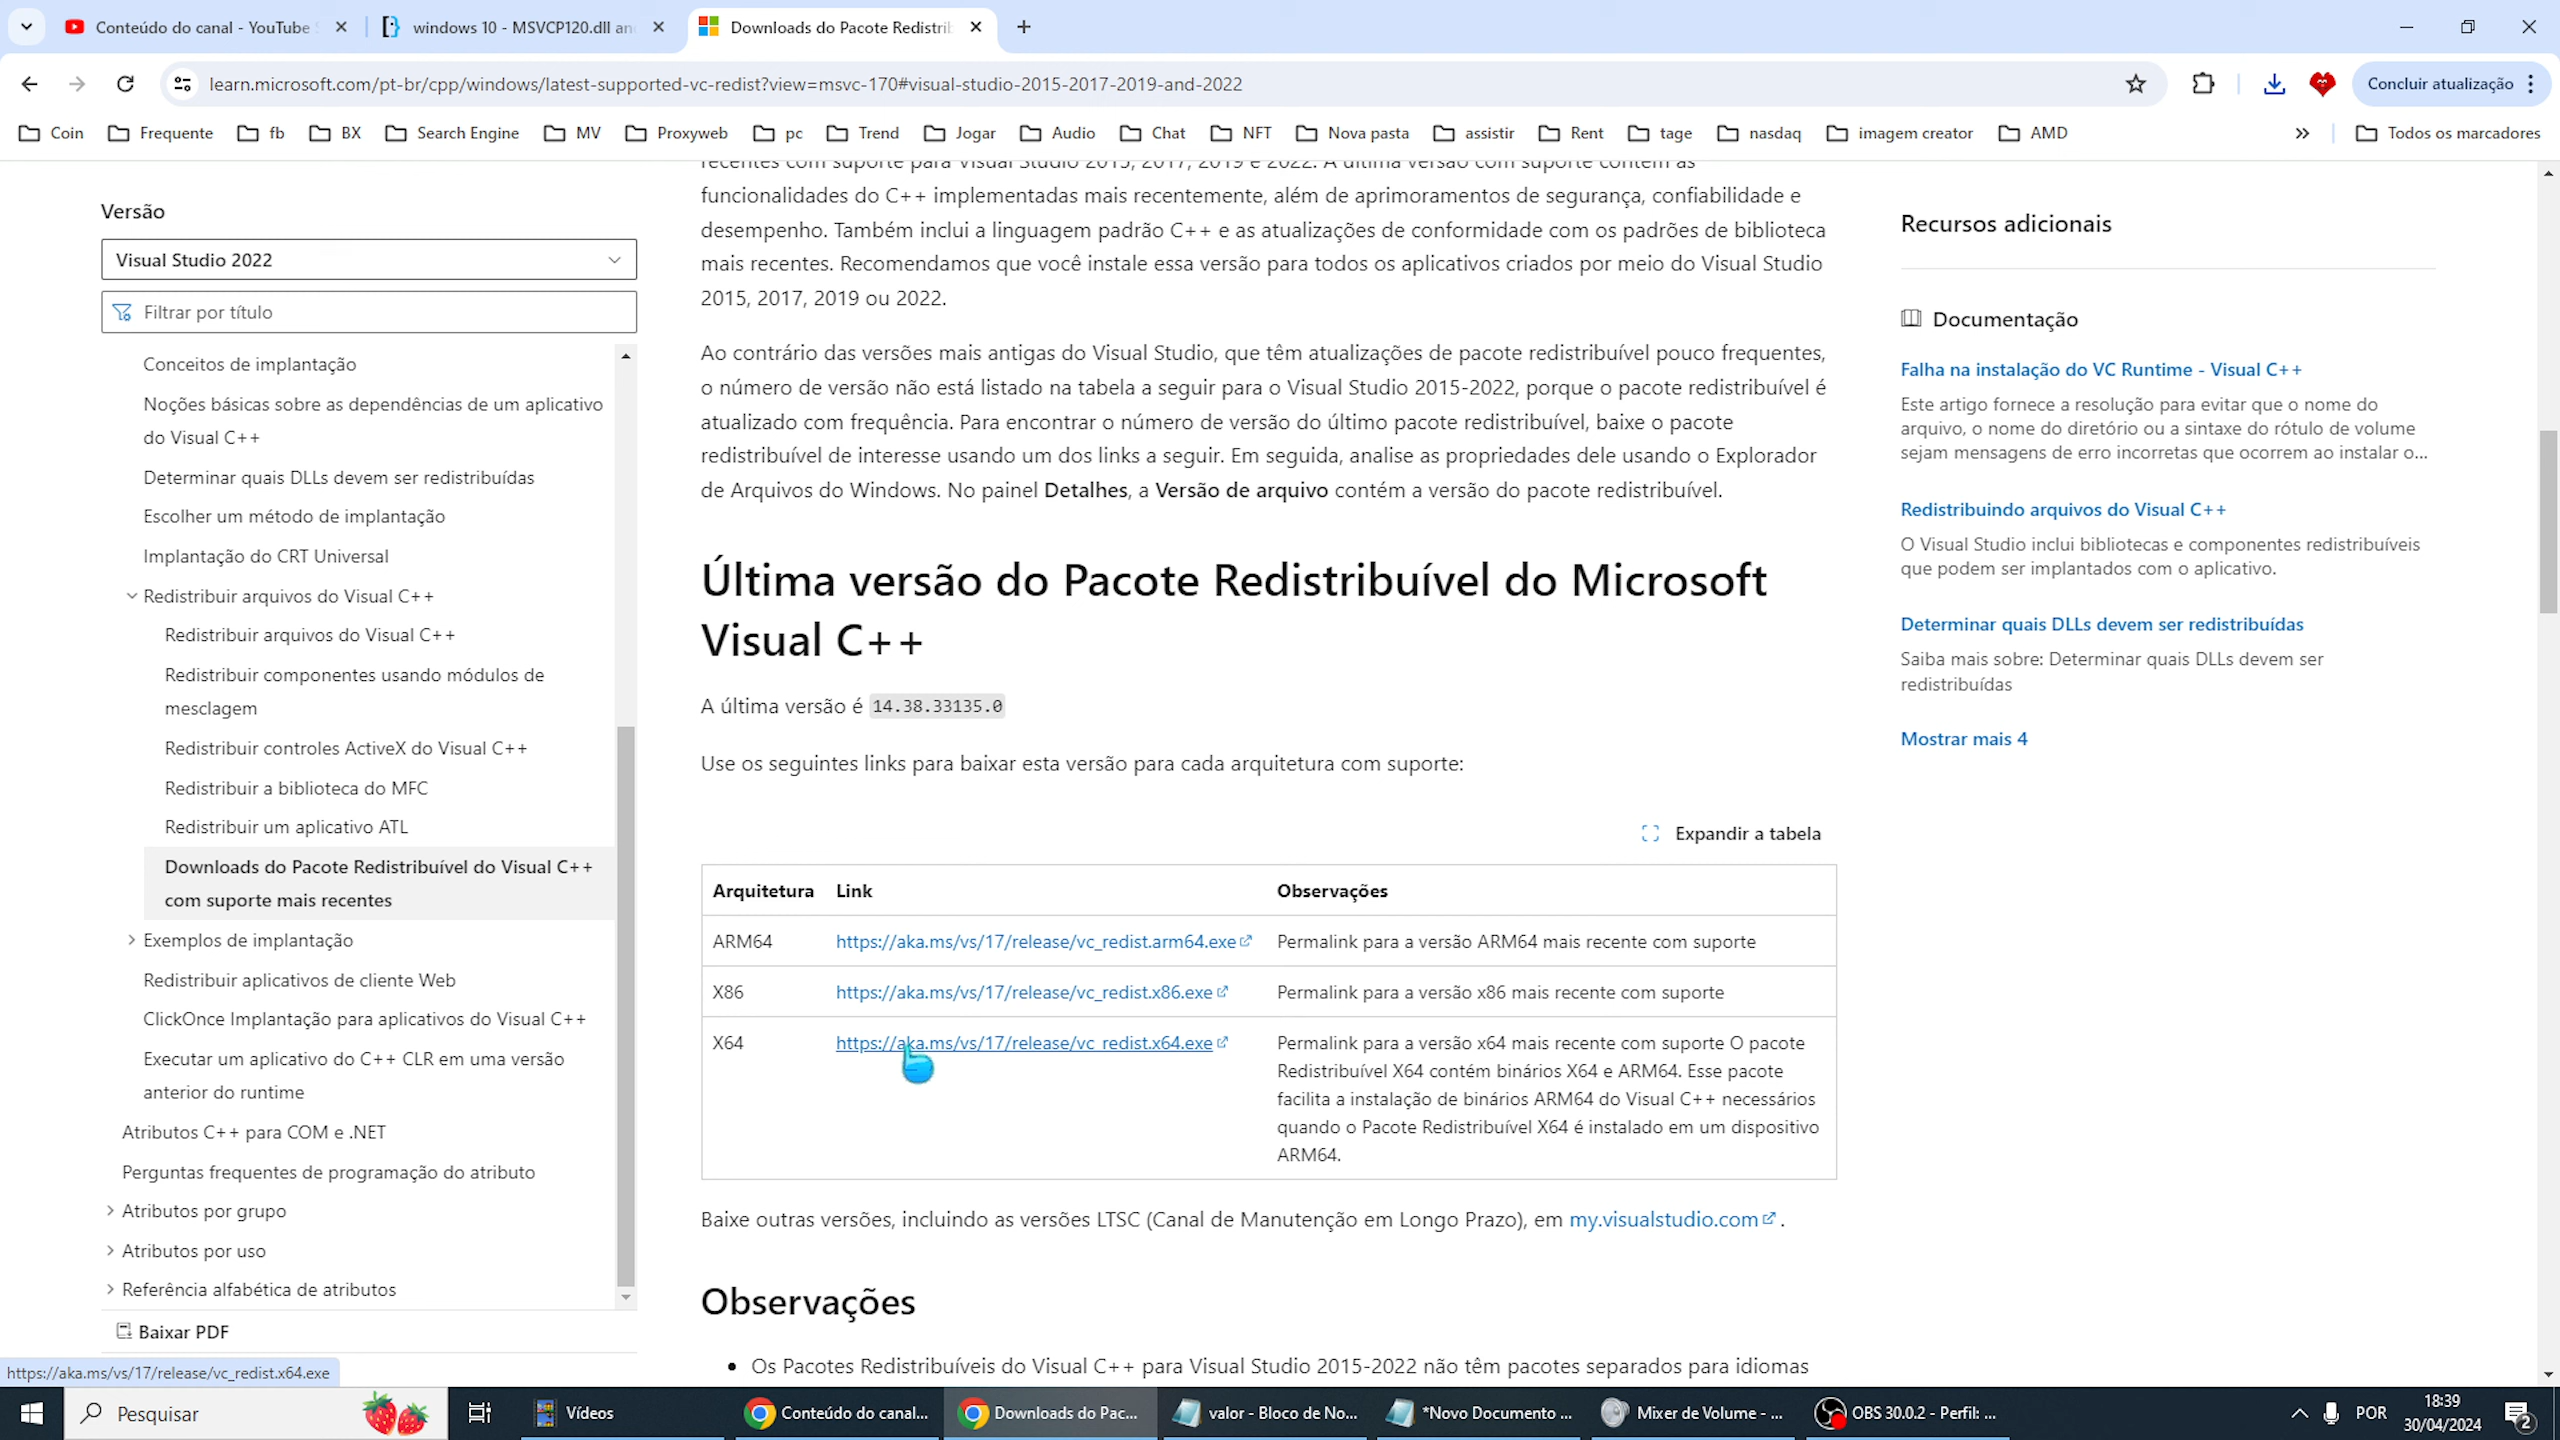 Conteúdo do canal - YouTube
windows 10 - MSVCP120.dll an
Downloads do Pacote Redistrib
learn.microsoft.com/pt-br/cpp/windows/latest-supported-vc-redist?view=msvc-170#visual-studio-2015-2017-2019-and-2022
Concluir atualização
Coin Frequente fb BX Search Engine MV Proxyweb pc Trend Jogar Audio Chat NFT Nova pasta assistir Rent tage nasdaq imagem creator AMD » Todos os marcadores
Versão
Visual Studio 2022
Filtrar por título
Conceitos de implantação
Noções básicas sobre as dependências de um aplicativo
do Visual C++
Determinar quais DLLs devem ser redistribuídas
Escolher um método de implantação
Implantação do CRT Universal
Redistribuir arquivos do Visual C++
Redistribuir arquivos do Visual C++
Redistribuir componentes usando módulos de
mesclagem
Redistribuir controles ActiveX do Visual C++
Redistribuir a biblioteca do MFC
Redistribuir um aplicativo ATL
Downloads do Pacote Redistribuível do Visual C++
com suporte mais recentes
Exemplos de implantação
Redistribuir aplicativos de cliente Web
ClickOnce Implantação para aplicativos do Visual C++
Executar um aplicativo do C++ CLR em uma versão
anterior do runtime
Atributos C++ para COM e .NET
Perguntas frequentes de programação do atributo
Atributos por grupo
Atributos por uso
Referência alfabética de atributos
Baixar PDF
https://aka.ms/vs/17/release/vc_redist.x64.exe
recentes com suporte para Visual Studio 2015, 2017, 2019 e 2022. A última versão com suporte contém as
funcionalidades do C++ implementadas mais recentemente, além de aprimoramentos de segurança, confiabilidade e
desempenho. Também inclui a linguagem padrão C++ e as atualizações de conformidade com os padrões de biblioteca
mais recentes. Recomendamos que você instale essa versão para todos os aplicativos criados por meio do Visual Studio
2015, 2017, 2019 ou 2022.
Ao contrário das versões mais antigas do Visual Studio, que têm atualizações de pacote redistribuível pouco frequentes,
o número de versão não está listado na tabela a seguir para o Visual Studio 2015-2022, porque o pacote redistribuível é
atualizado com frequência. Para encontrar o número de versão do último pacote redistribuível, baixe o pacote
redistribuível de interesse usando um dos links a seguir. Em seguida, analise as propriedades dele usando o Explorador
de Arquivos do Windows. No painel Detalhes, a Versão de arquivo contém a versão do pacote redistribuível.
Última versão do Pacote Redistribuível do Microsoft
Visual C++
A última versão é 14.38.33135.0
Use os seguintes links para baixar esta versão para cada arquitetura com suporte:
Expandir a tabela
Arquitetura Link Observações
ARM64 https://aka.ms/vs/17/release/vc_redist.arm64.exe Permalink para a versão ARM64 mais recente com suporte
X86 https://aka.ms/vs/17/release/vc_redist.x86.exe Permalink para a versão x86 mais recente com suporte
X64 https://aka.ms/vs/17/release/vc_redist.x64.exe Permalink para a versão x64 mais recente com suporte O pacote
Redistribuível X64 contém binários X64 e ARM64. Esse pacote
facilita a instalação de binários ARM64 do Visual C++ necessários
quando o Pacote Redistribuível X64 é instalado em um dispositivo
ARM64.
Baixe outras versões, incluindo as versões LTSC (Canal de Manutenção em Longo Prazo), em my.visualstudio.com .
Observações
• Os Pacotes Redistribuíveis do Visual C++ para Visual Studio 2015-2022 não têm pacotes separados para idiomas
Recursos adicionais
Documentação
Falha na instalação do VC Runtime - Visual C++
Este artigo fornece a resolução para evitar que o nome do
arquivo, o nome do diretório ou a sintaxe do rótulo de volume
sejam mensagens de erro incorretas que ocorrem ao instalar o...
Redistribuindo arquivos do Visual C++
O Visual Studio inclui bibliotecas e componentes redistribuíveis
que podem ser implantados com o aplicativo.
Determinar quais DLLs devem ser redistribuídas
Saiba mais sobre: Determinar quais DLLs devem ser
redistribuídas
Mostrar mais 4
Pesquisar
Vídeos
Conteúdo do canal...
Downloads do Pac...
valor - Bloco de No...
*Novo Documento ...
Mixer de Volume - ...
OBS 30.0.2 - Perfil: ...
POR
18:39
30/04/2024
2